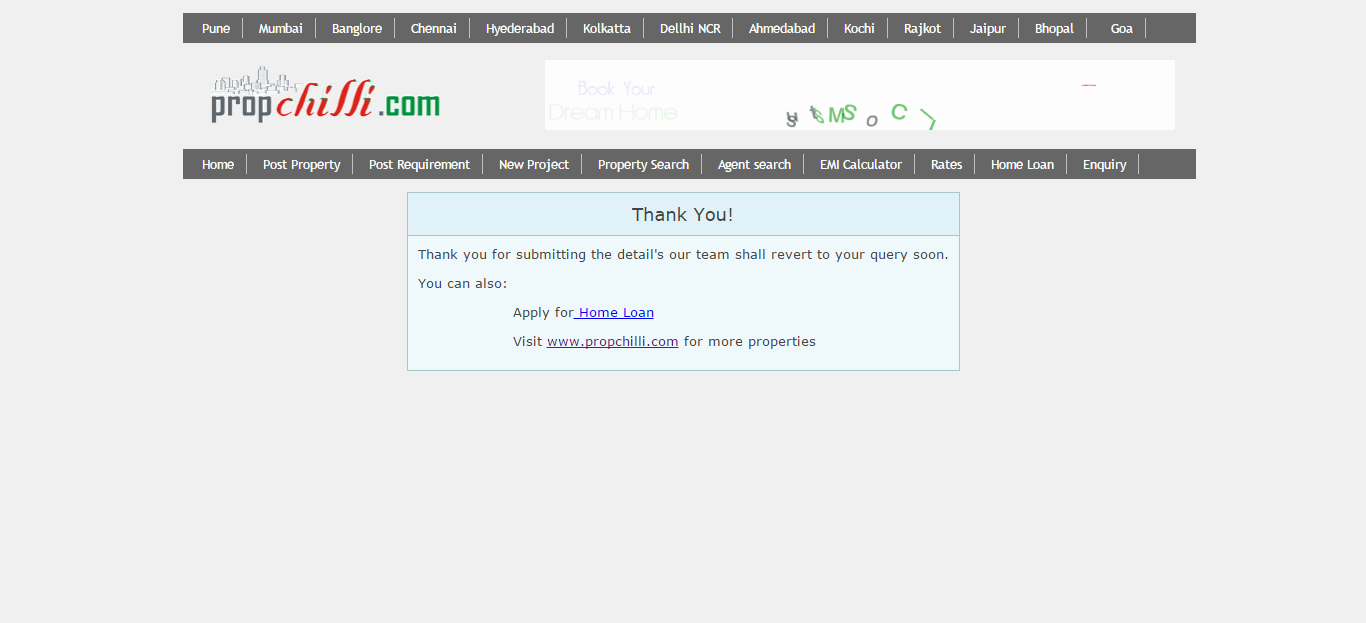 Pune Mumbai Banglore Chennai Hyederabad Kolkatta Dellhi NCR Ahmedabad Kochi Rajkot Jaipur Bhopal Goa
propchilli.com
Book Your
Dream Home
Home Post Property Post Requirement New Project Property Search Agent search EMI Calculator Rates Home Loan Enquiry
Thank You!
Thank you for submitting the detail's our team shall revert to your query soon.
You can also:
Apply for Home Loan
Visit www.propchilli.com for more properties